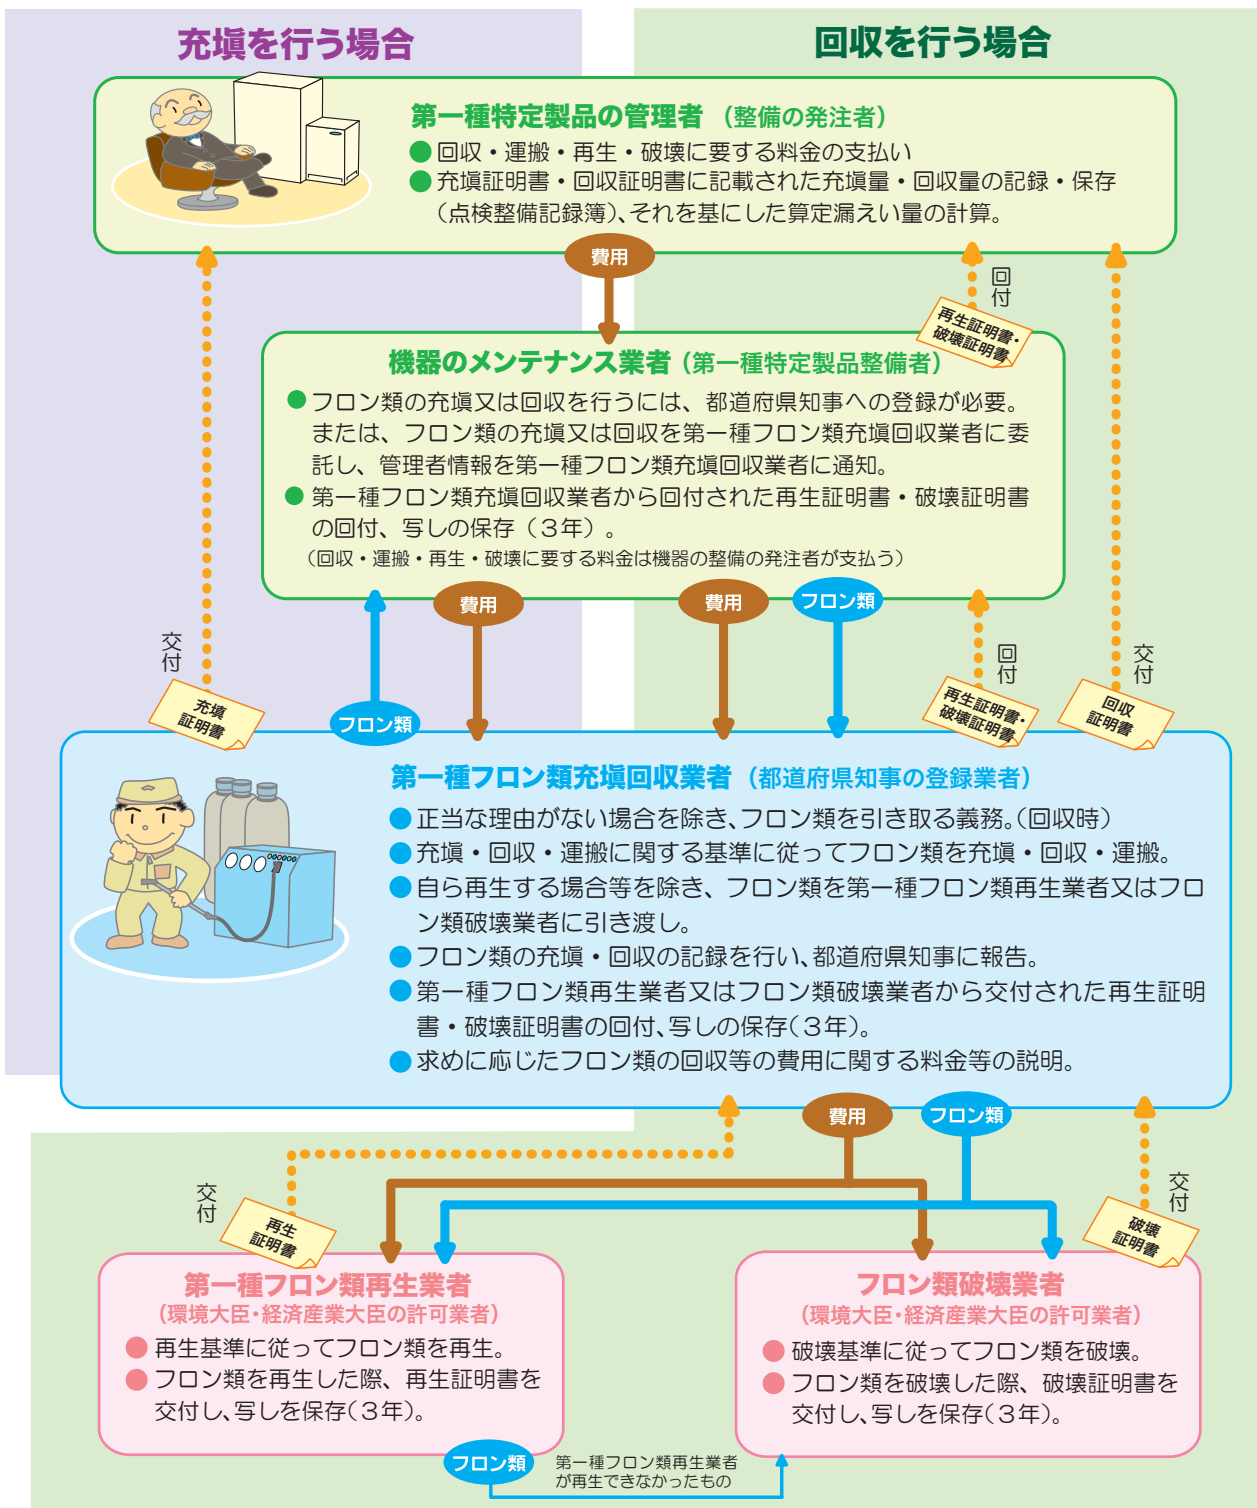 充塡を行う場合
回収を行う場合
第一種特定製品の管理者 （整備の発注者）
●回収・運搬・再生・破壊に要する料金の支払い
●充塡証明書・回収証明書に記載された充塡量・回収量の記録・保存
（点検整備記録簿）、それを基にした算定漏えい量の計算。
費用
回付
再生証明書・
破壊証明書
機器のメンテナンス業者（第一種特定製品整備者）
●フロン類の充塡又は回収を行うには、都道府県知事への登録が必要。
または、フロン類の充塡又は回収を第一種フロン類充塡回収業者に委
託し、管理者情報を第一種フロン類充塡回収業者に通知。
●第一種フロン類充塡回収業者から回付された再生証明書・破壊証明書
の回付、写しの保存（３年）。
（回収・運搬・再生・破壊に要する料金は機器の整備の発注者が支払う）
費用
費用
フロン類
交付
回付
交付
充塡
証明書
フロン類
再生証明書・
破壊証明書
回収
証明書
第一種フロン類充塡回収業者（都道府県知事の登録業者）
●正当な理由がない場合を除き、フロン類を引き取る義務。（回収時）
●充塡・回収・運搬に関する基準に従ってフロン類を充塡・回収・運搬。
●自ら再生する場合等を除き、フロン類を第一種フロン類再生業者又はフロ
ン類破壊業者に引き渡し。
●フロン類の充塡・回収の記録を行い、都道府県知事に報告。
●第一種フロン類再生業者又はフロン類破壊業者から交付された再生証明
書・破壊証明書の回付、写しの保存（３年）。
●求めに応じたフロン類の回収等の費用に関する料金等の説明。
費用
フロン類
交付
再生
証明書
交付
破壊
証明書
第一種フロン類再生業者
（環境大臣・経済産業大臣の許可業者）
●再生基準に従ってフロン類を再生。
●フロン類を再生した際、再生証明書を
交付し、写しを保存（３年）。
フロン類破壊業者
（環境大臣・経済産業大臣の許可業者）
●破壊基準に従ってフロン類を破壊。
●フロン類を破壊した際、破壊証明書を
交付し、写しを保存（３年）。
フロン類
第一種フロン類再生業者
が再生できなかったもの